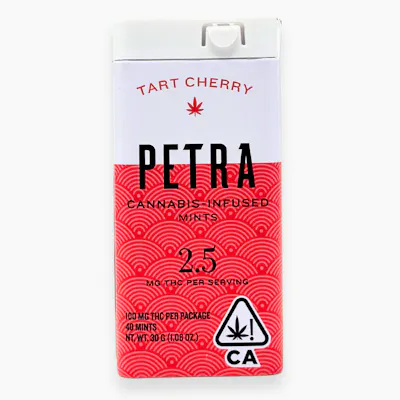 TART CHERRY
PETRA
CANNABIS-INFUSED
MINTS
2.5
MG THC PER SERVING
100 MG THC PER PACKAGE
40 MINTS
NT WT. 30 G (1.06 OZ.)
!
CA